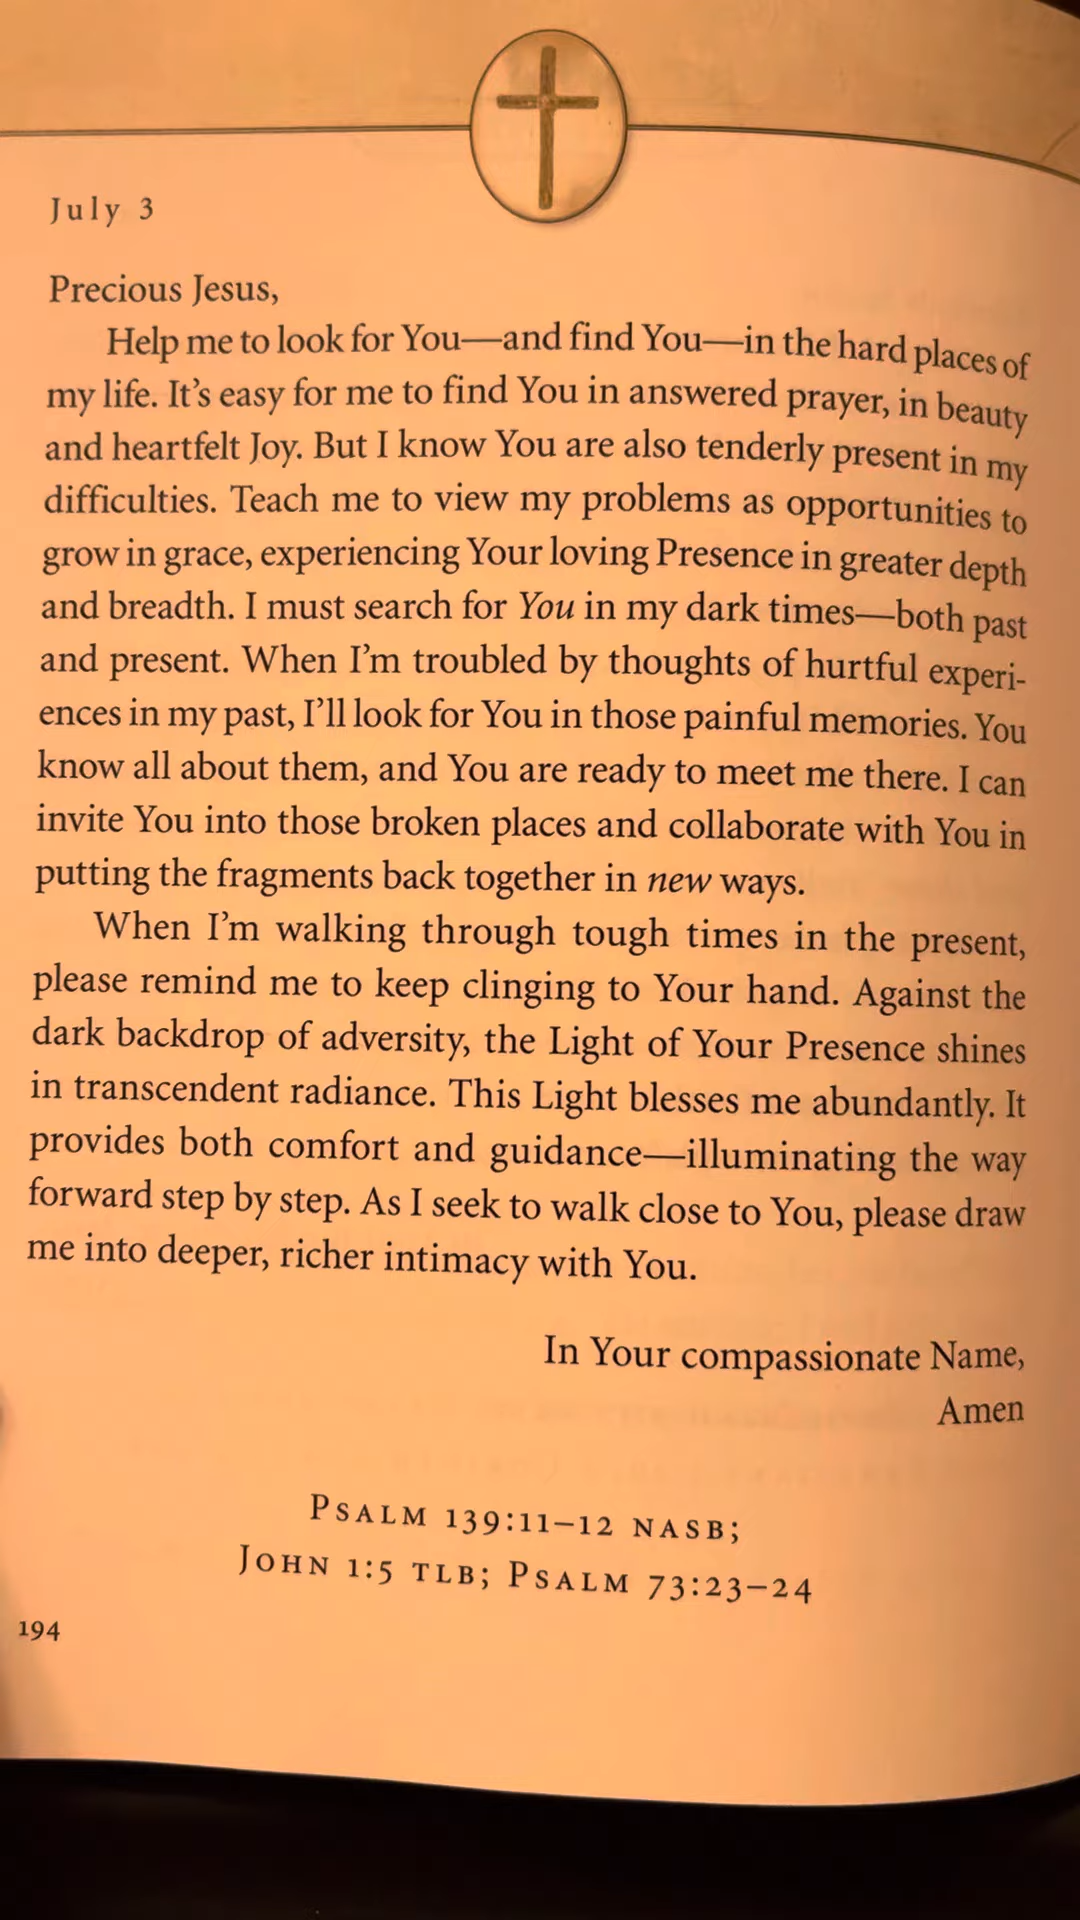 July 3
Precious Jesus,
Help me to look for You—and find You—in the hard places of
my life. It's easy for me to find You in answered prayer, in beauty
and heartfelt Joy. But I know You are also tenderly present in my
difficulties. Teach me to view my problems as opportunities to
grow in grace, experiencing Your loving Presence in greater depth
and breadth. I must search for You in my dark times—both past
and present. When I'm troubled by thoughts of hurtful experi-
ences in my past, I'll look for You in those painful memories. You
know all about them, and You are ready to meet me there. I can
invite You into those broken places and collaborate with You in
putting the fragments back together in new ways.
When I'm walking through tough times in the present,
please remind me to keep clinging to Your hand. Against the
dark backdrop of adversity, the Light of Your Presence shines
in transcendent radiance. This Light blesses me abundantly. It
provides both comfort and guidance—illuminating the way
forward step by step. As I seek to walk close to You, please draw
me into deeper, richer intimacy with You.
In Your compassionate Name,
Amen
PSALM 139:11–12 NASB;
JOHN 1:5 TLB; PSALM 73:23–24
194